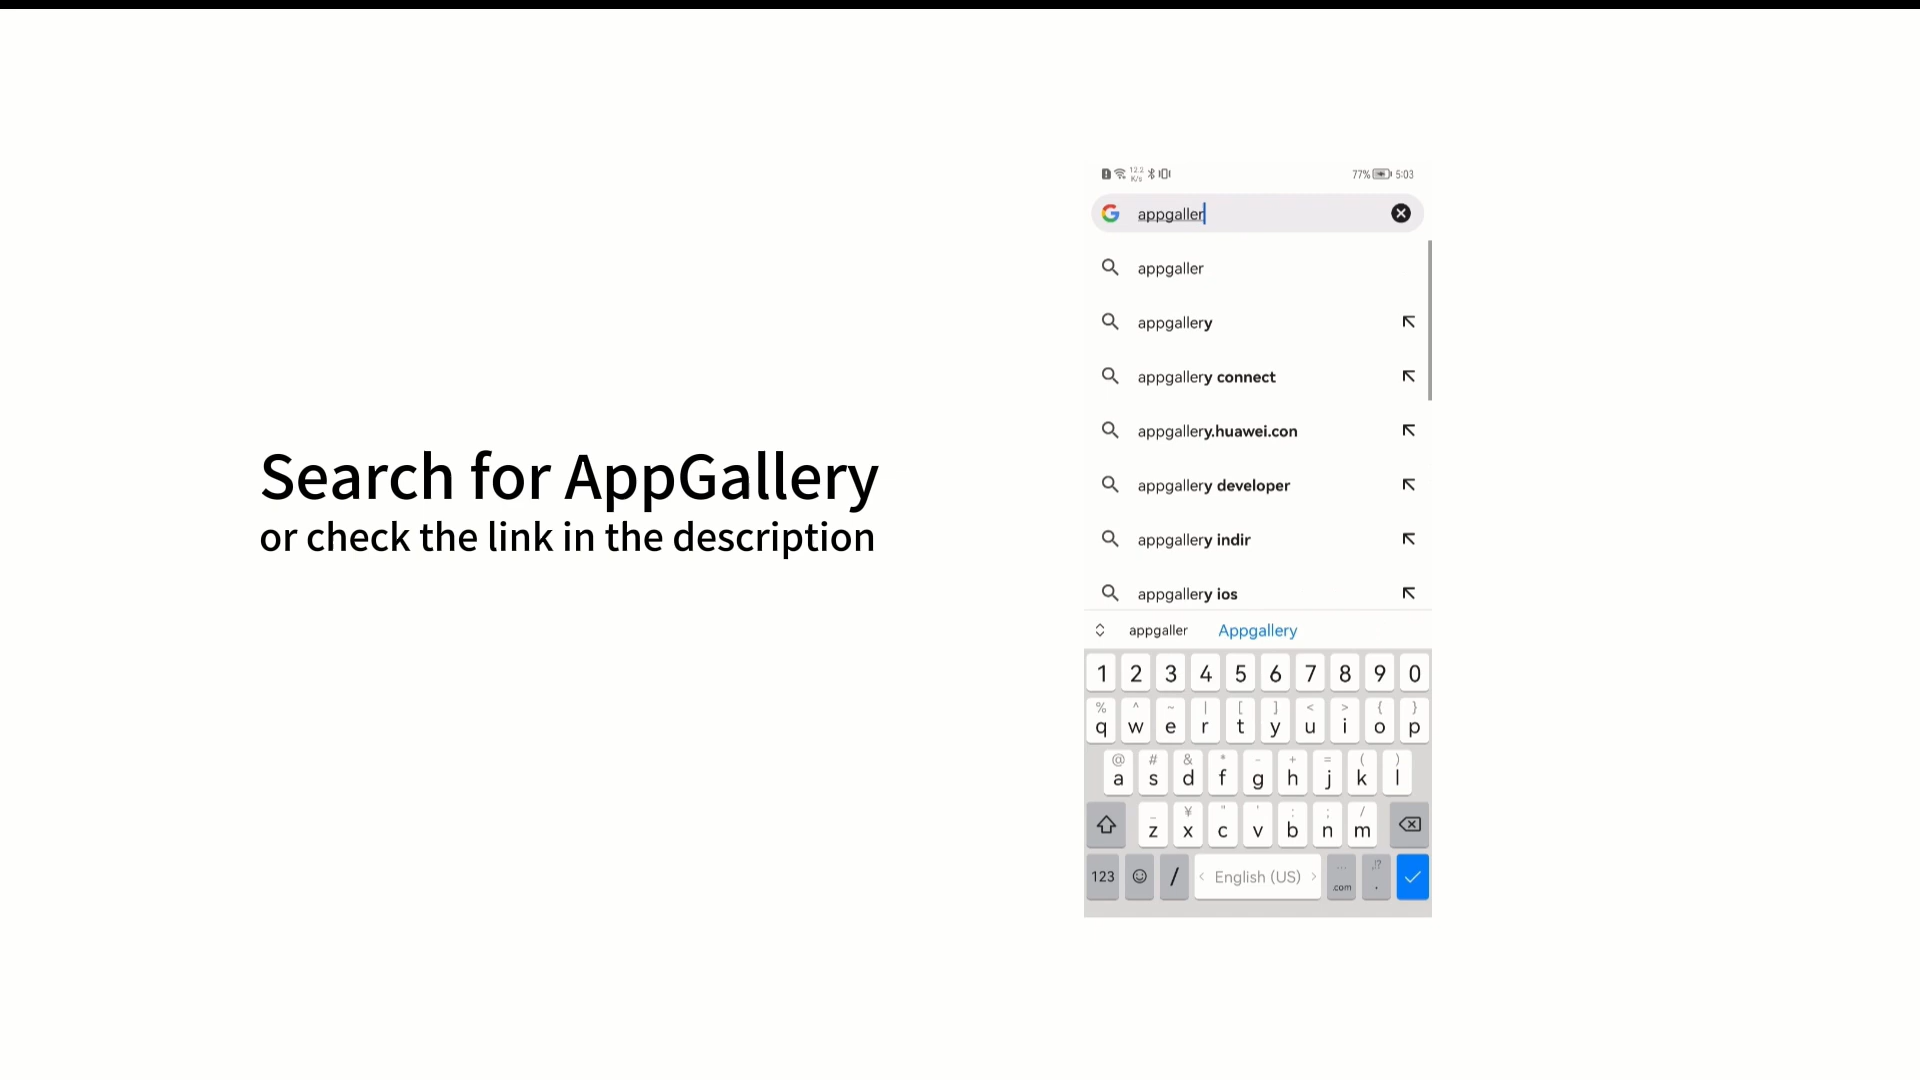 Search for AppGallery
or check the link in the description
12.2
K/s
77% 5:03
appgaller
appgaller
appgallery
appgallery connect
appgallery.huawei.con
appgallery developer
appgallery indir
appgallery ios
appgaller Appgallery
1 2 3 4 5 6 7 8 9 0
% ^ ~ | [ ] < > { }
q w e r t y u i o p
@ # & * - + = ( )
a s d f g h j k l
_ ¥ " ' : ; /
z x c v b n m
... .!?
123 / < English (US) > .com .